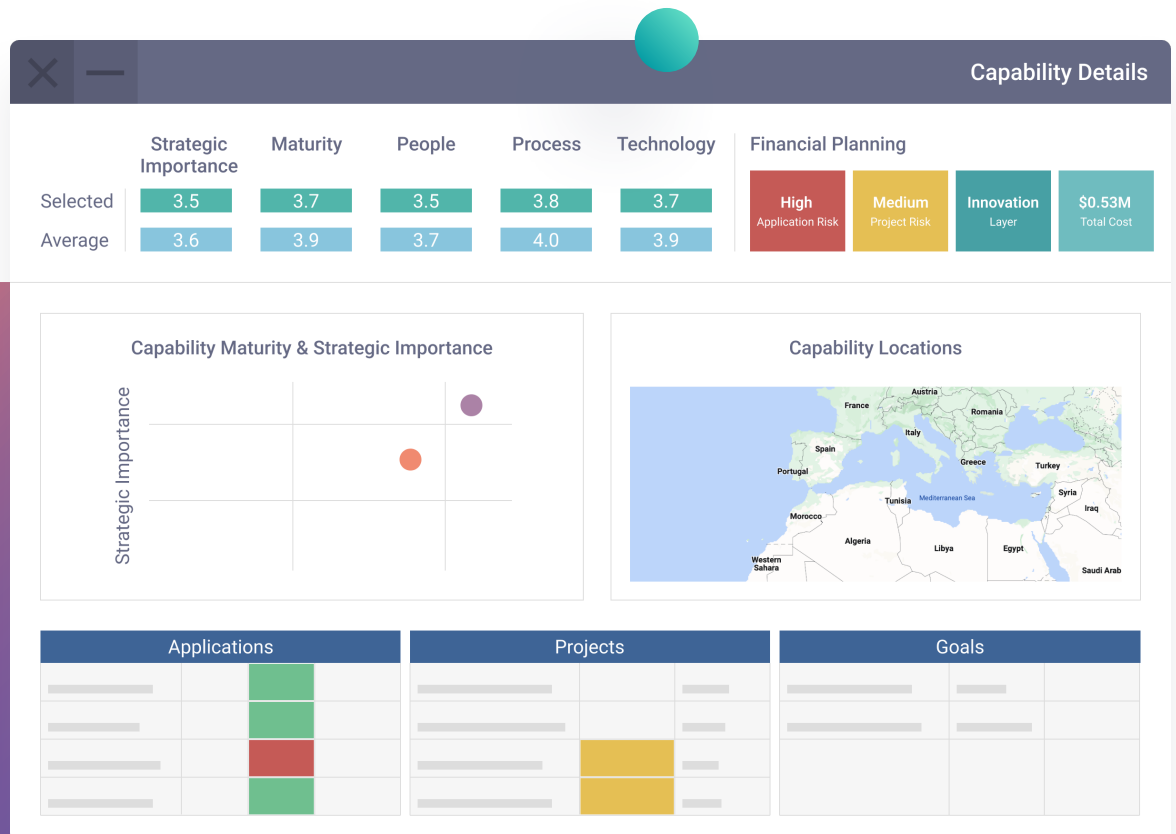 Capability Details
Strategic Importance
Maturity
People
Process
Technology
Financial Planning
Selected
3.5
3.7
3.5
3.8
3.7
Average
3.6
3.9
3.7
4.0
3.9
High
Application Risk
Medium
Project Risk
Innovation
Layer
$0.53M
Total Cost
Capability Maturity & Strategic Importance
Strategic Importance
Capability Locations
Austria
France
Romania
Italy
Spain
Greece
Portugal
Turkey
Syria
Tunisia
Mediterranean Sea
Iraq
Morocco
Algeria
Libya
Egypt
Western
Sahara
Saudi Arab
Applications
Projects
Goals